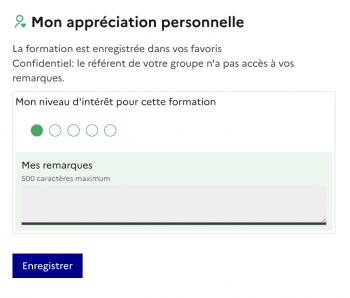 Mon appréciation personnelle
La formation est enregistrée dans vos favoris
Confidentiel: le référent de votre groupe n'a pas accès à vos
remarques.
Mon niveau d'intérêt pour cette formation
Mes remarques
500 caractères maximum
Enregistrer